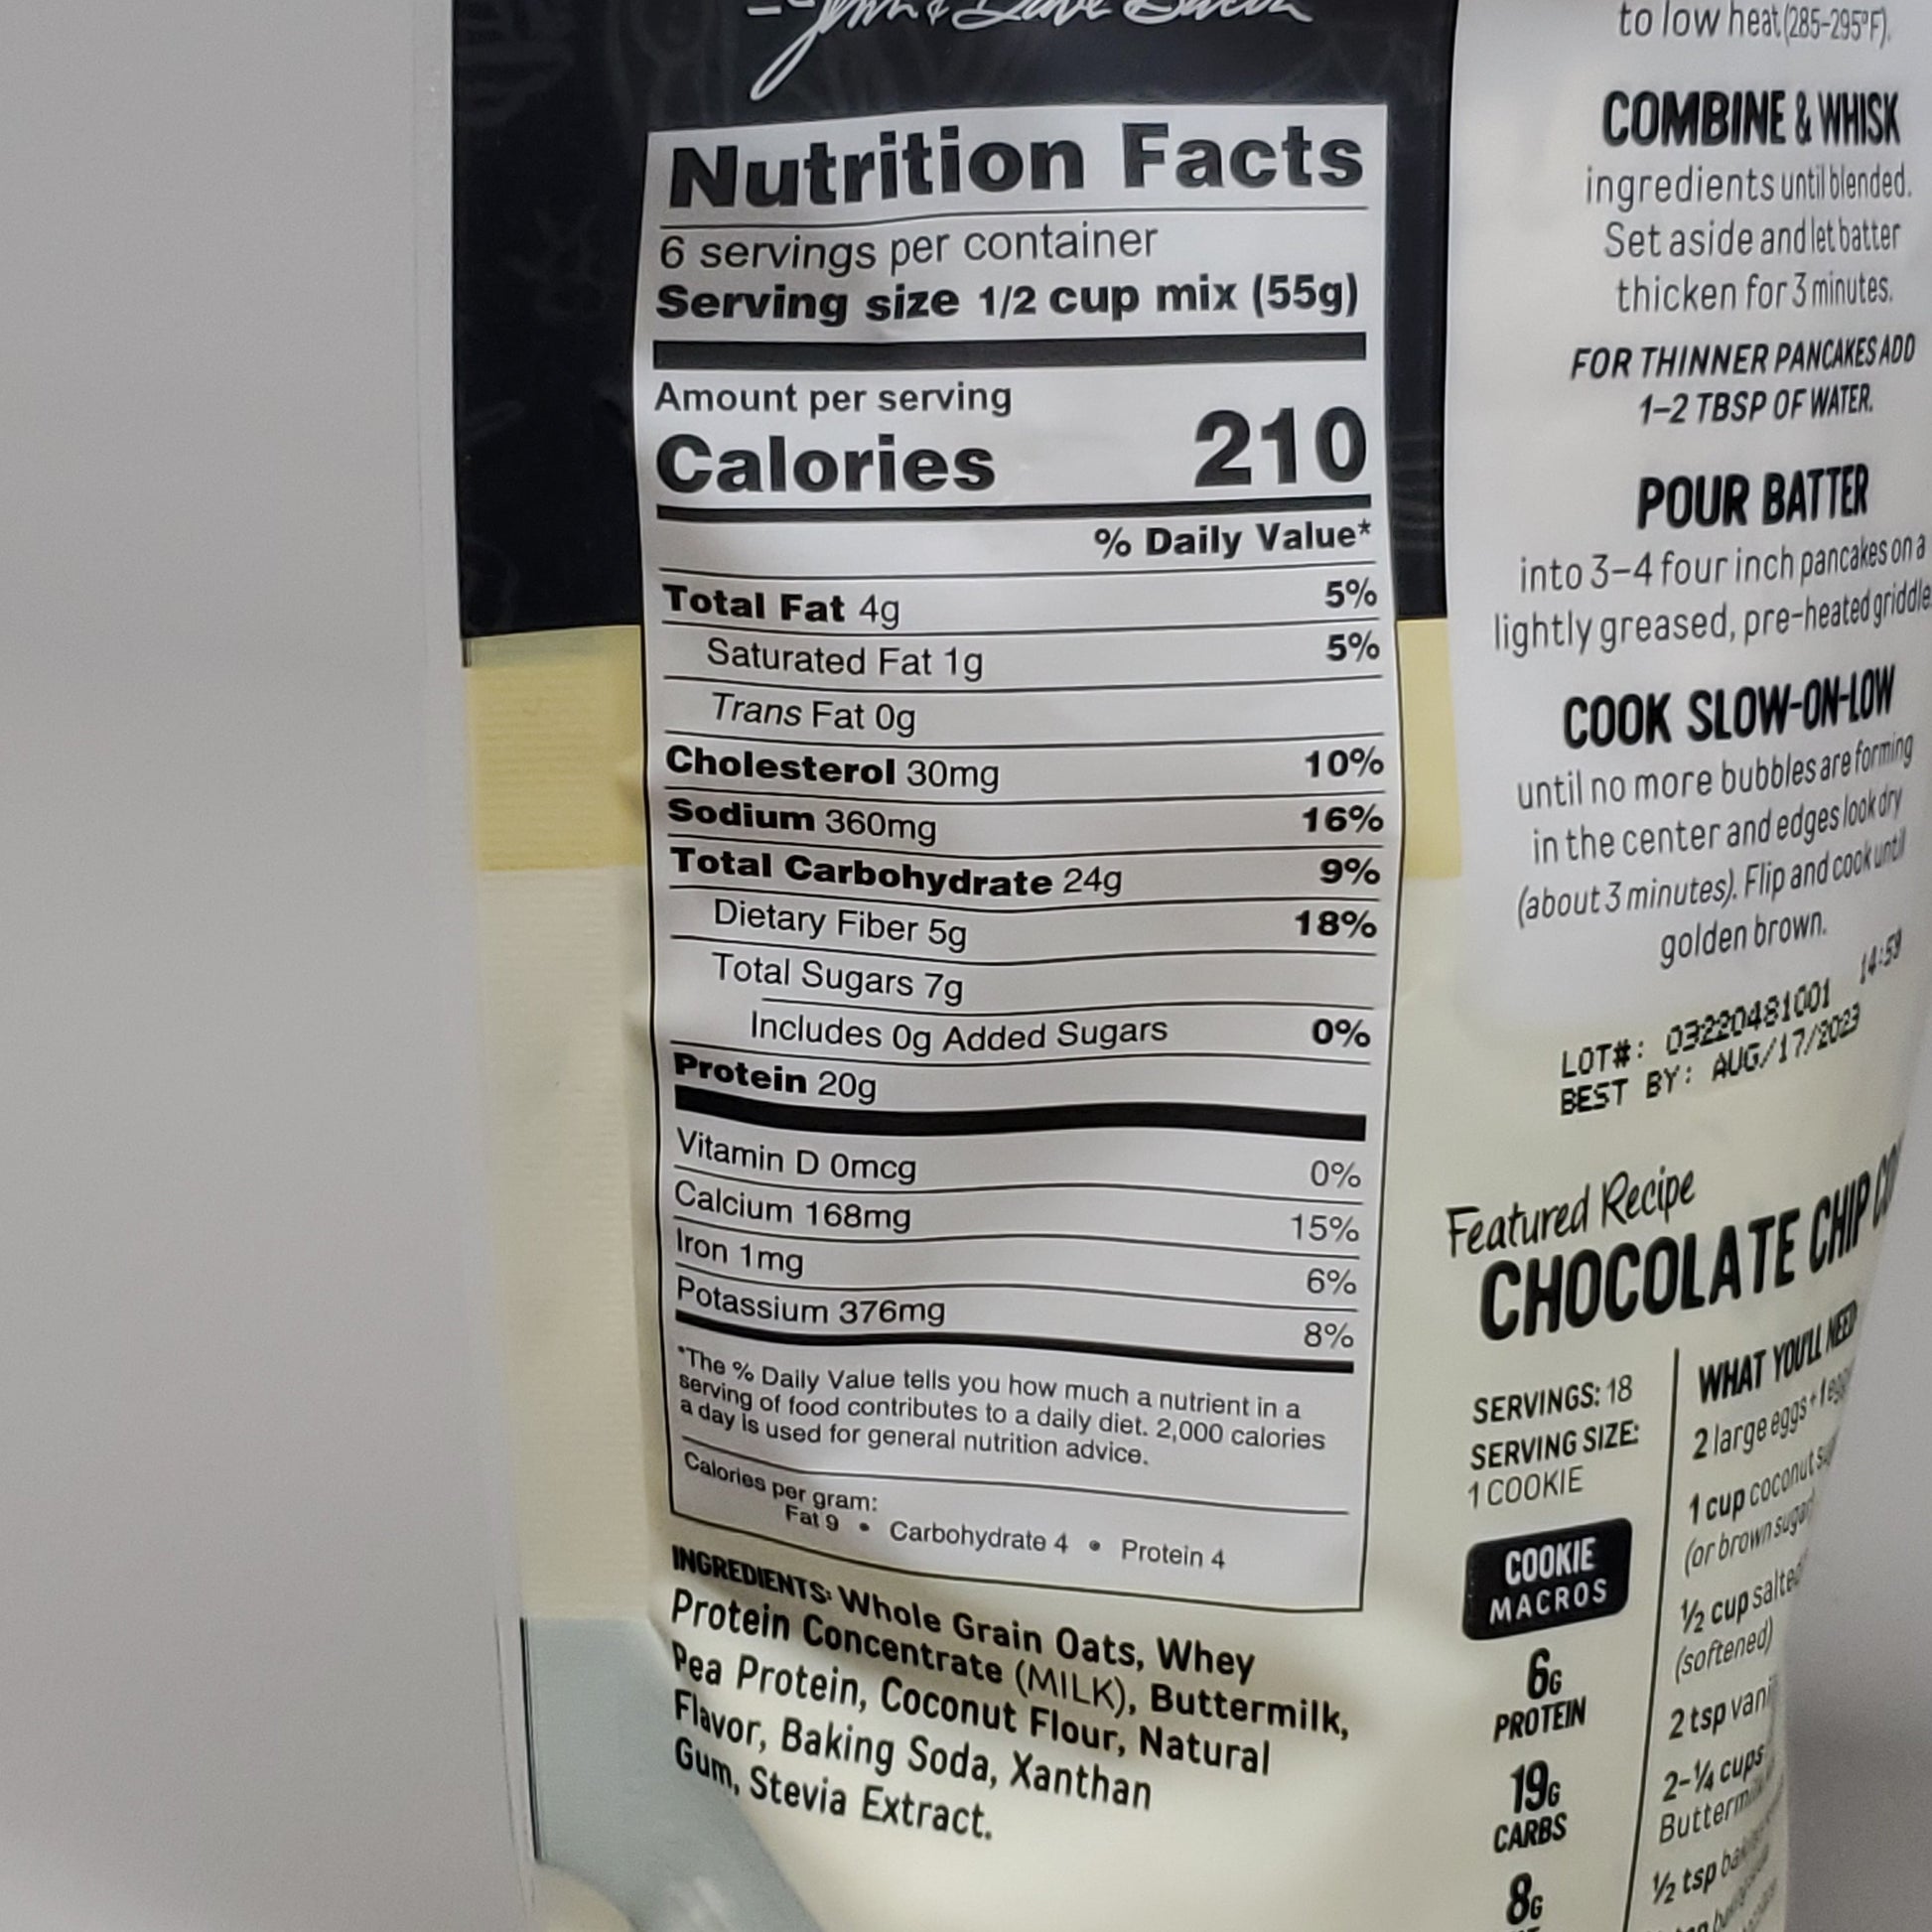 Nutrition Facts
6 servings per container
Serving size 1/2 cup mix (55g)
Amount per serving
Calories 210
% Daily Value*
Total Fat 4g 5%
Saturated Fat 1g 5%
Trans Fat 0g
Cholesterol 30mg 10%
Sodium 360mg 16%
Total Carbohydrate 24g 9%
Dietary Fiber 5g 18%
Total Sugars 7g
Includes 0g Added Sugars 0%
Protein 20g
Vitamin D 0mcg 0%
Calcium 168mg 15%
Iron 1mg 6%
Potassium 376mg 8%
*The % Daily Value tells you how much a nutrient in a
serving of food contributes to a daily diet. 2,000 calories
a day is used for general nutrition advice.
Calories per gram:
Fat 9 • Carbohydrate 4 • Protein 4
INGREDIENTS: Whole Grain Oats, Whey
Protein Concentrate (MILK), Buttermilk,
Pea Protein, Coconut Flour, Natural
Flavor, Baking Soda, Xanthan
Gum, Stevia Extract.
to low heat (285-295°F).
COMBINE & WHISK
ingredients until blended.
Set aside and let batter
thicken for 3 minutes.
FOR THINNER PANCAKES ADD
1-2 TBSP OF WATER.
POUR BATTER
into 3-4 four inch pancakes on a
lightly greased, pre-heated griddle
COOK SLOW-ON-LOW
until no more bubbles are forming
in the center and edges look dry
(about 3 minutes). Flip and cook until
golden brown.
LOT#: 03220481001 14:59
BEST BY: AUG/17/2023
Featured Recipe
CHOCOLATE CHIP
SERVINGS: 18
SERVING SIZE:
1 COOKIE
COOKIE
MACROS
6G
PROTEIN
19G
CARBS
8G
WHAT YOU'LL NEED
2 large eggs + 1
1 cup coconut
(or brown sugar
1/2 cup salted
(softened)
2 tsp
2-1/4 cups
1/2 tsp